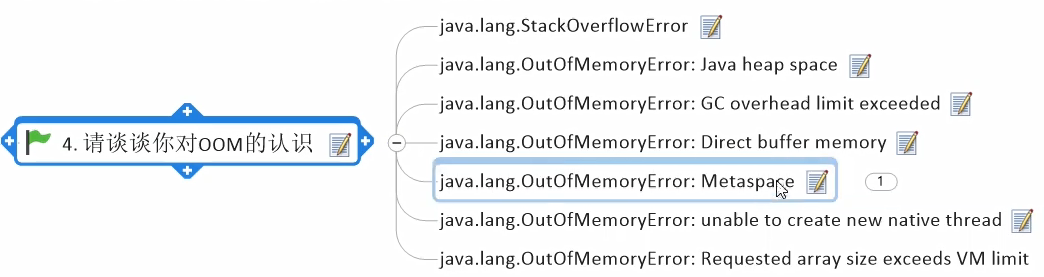 4. 请谈谈你对OOM的认识
java.lang.StackOverflowError
java.lang.OutOfMemoryError: Java heap space
java.lang.OutOfMemoryError: GC overhead limit exceeded
java.lang.OutOfMemoryError: Direct buffer memory
java.lang.OutOfMemoryError: Metaspace
1
java.lang.OutOfMemoryError: unable to create new native thread
java.lang.OutOfMemoryError: Requested array size exceeds VM limit